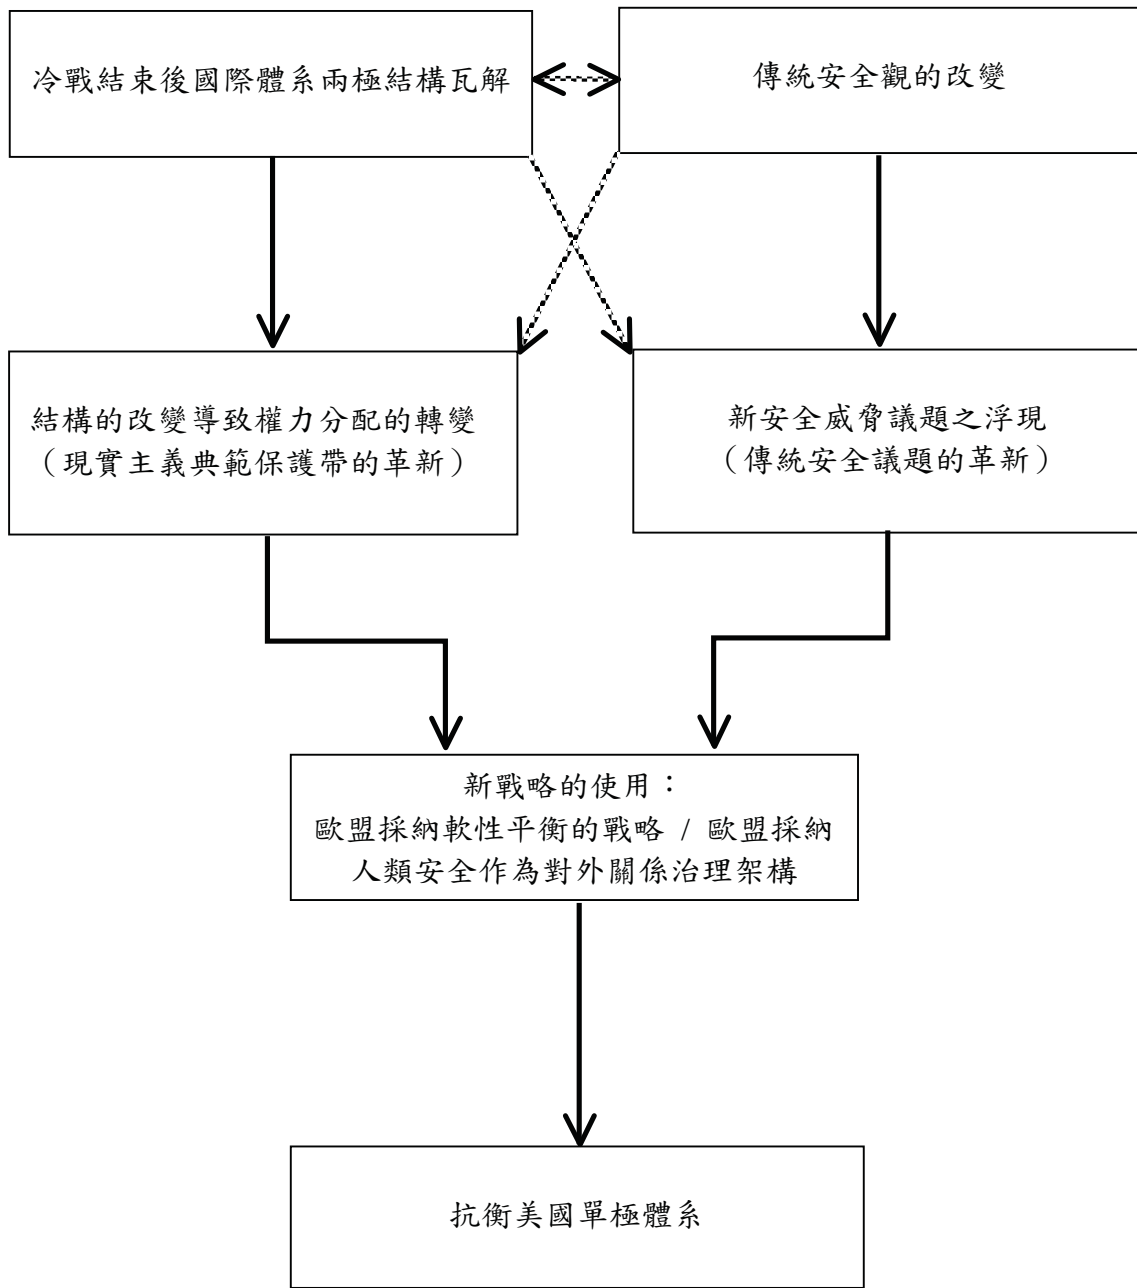 冷戰結束後國際體系兩極結構瓦解
傳統安全觀的改變
結構的改變導致權力分配的轉變
（現實主義典範保護帶的革新）
新安全威脅議題之浮現
（傳統安全議題的革新）
新戰略的使用：
歐盟採納軟性平衡的戰略 / 歐盟採納
人類安全作為對外關係治理架構
抗衡美國單極體系